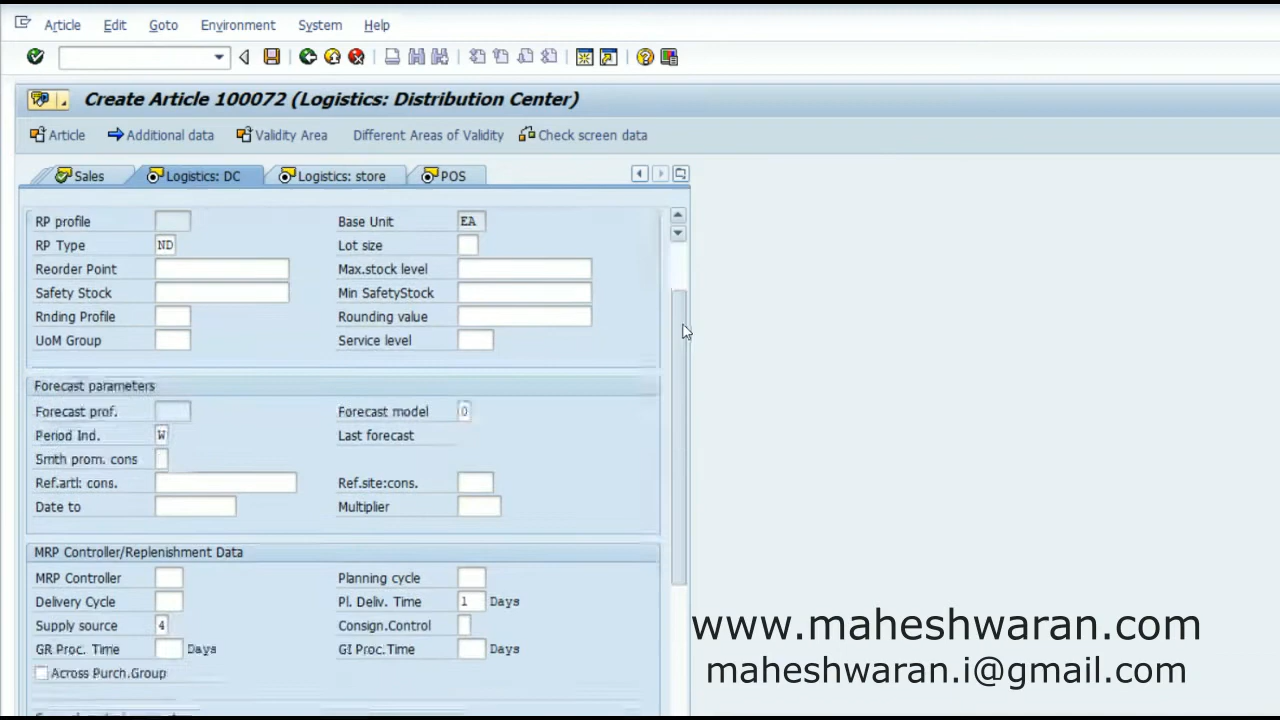 Article Edit Goto Environment System Help
Create Article 100072 (Logistics: Distribution Center)
Article Additional data Validity Area Different Areas of Validity Check screen data
Sales Logistics: DC Logistics: store POS
RP profile Base Unit EA
RP Type ND Lot size
Reorder Point Max.stock level
Safety Stock Min SafetyStock
Rnding Profile Rounding value
UoM Group Service level
Forecast parameters
Forecast prof. Forecast model 0
Period Ind. W Last forecast
Smth prom. cons
Ref.artl: cons. Ref.site:cons.
Date to Multiplier
MRP Controller/Replenishment Data
MRP Controller Planning cycle
Delivery Cycle Pl. Deliv. Time 1 Days
Supply source 4 Consign.Control
GR Proc. Time Days GI Proc.Time Days
Across Purch.Group
www.maheshwaran.com
maheshwaran.i@gmail.com